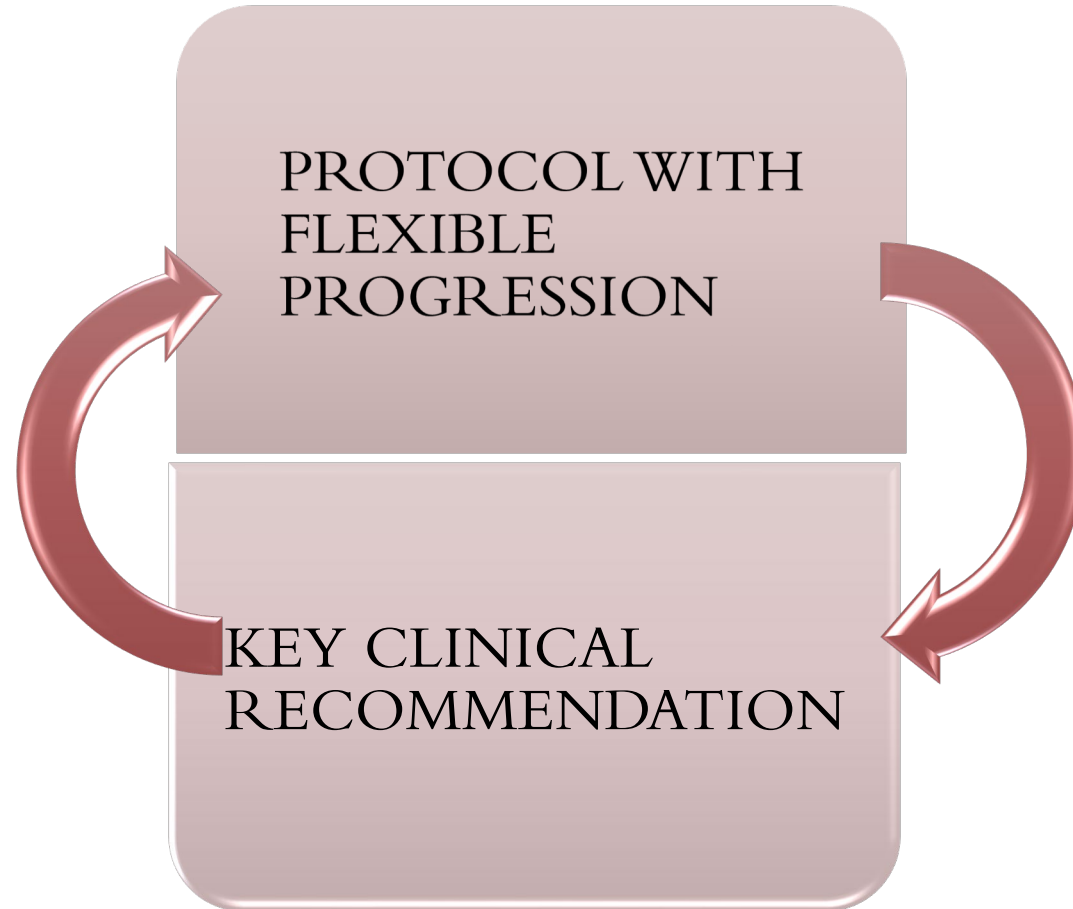 PROTOCOL WITH
FLEXIBLE
PROGRESSION
KEY CLINICAL
RECOMMENDATION